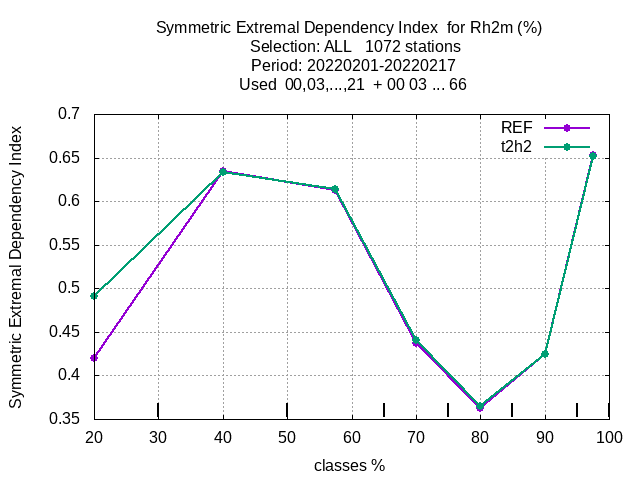 Symmetric Extremal Dependency Index  for Rh2m (%)
Selection: ALL   1072 stations
Period: 20220201-20220217
Used  00,03,...,21  + 00 03 ... 66
REF
t2h2
Symmetric Extremal Dependency Index
0.7
0.65
0.6
0.55
0.5
0.45
0.4
0.35
20 30 40 50 60 70 80 90 100
classes %